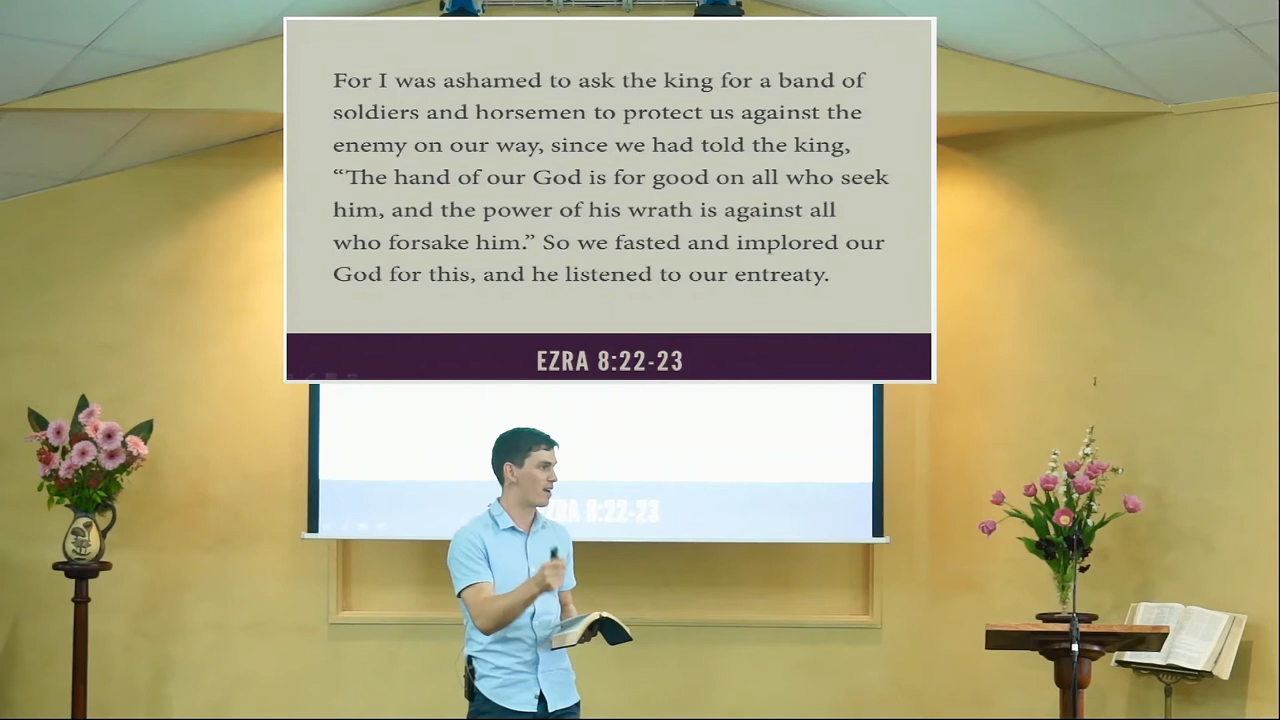 For I was ashamed to ask the king for a band of
soldiers and horsemen to protect us against the
enemy on our way, since we had told the king,
“The hand of our God is for good on all who seek
him, and the power of his wrath is against all
who forsake him.” So we fasted and implored our
God for this, and he listened to our entreaty.
EZRA 8:22-23
8:22-23